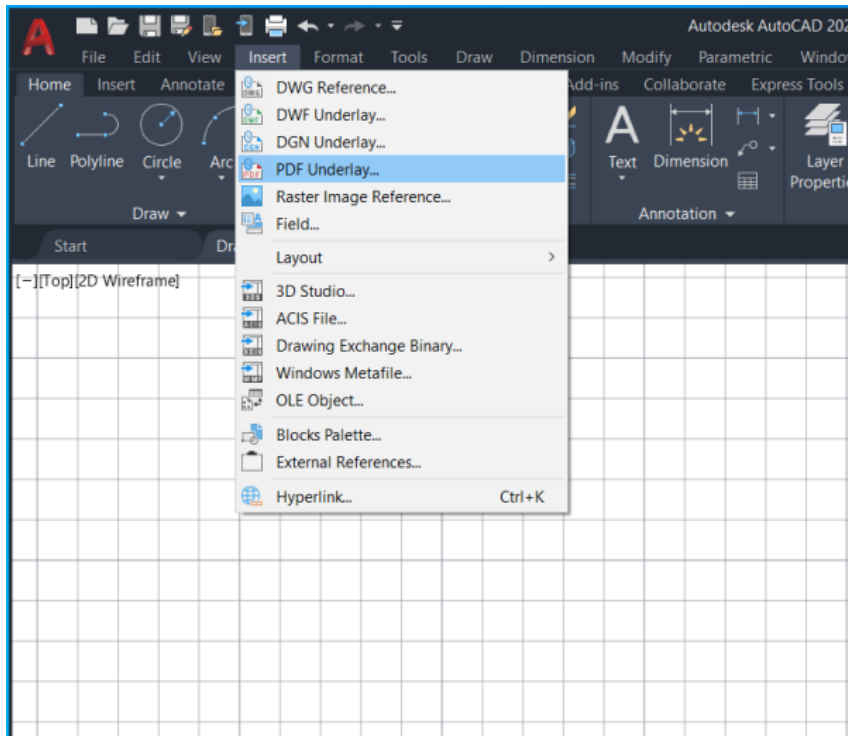 Autodesk AutoCAD 202
File Edit View Insert Format Tools Draw Dimension Modify Parametric Windo
Home Insert Annotate Add-ins Collaborate Express Tools
Line Polyline Circle Arc Text Dimension Layer
Properti
Draw Annotation
Start Dra
[−][Top][2D Wireframe]
DWG Reference...
DWF Underlay...
DGN Underlay...
PDF Underlay...
Raster Image Reference...
Field...
Layout
3D Studio...
ACIS File...
Drawing Exchange Binary...
Windows Metafile...
OLE Object...
Blocks Palette...
External References...
Hyperlink... Ctrl+K